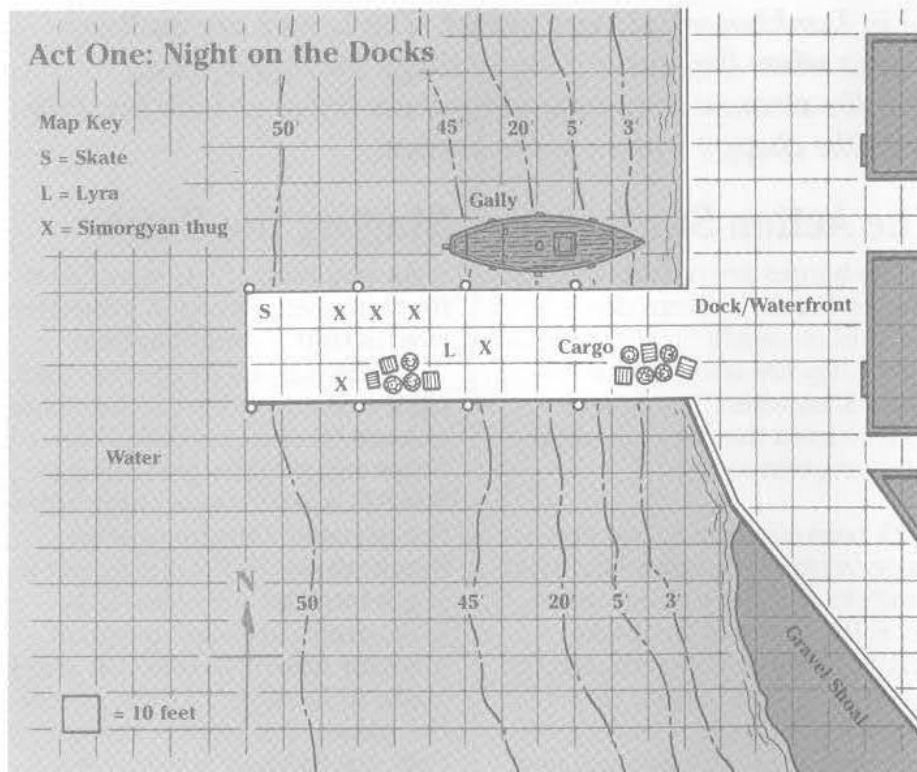 Act One: Night on the Docks
Map Key
S = Skate
L = Lyra
X = Simorgyan thug
50' 45' 20' 5' 3'
Gaily
S X X X Dock/Waterfront
L X Cargo
X
Water
N
50' 45' 20' 5' 3'
Gravel Shoal
= 10 feet